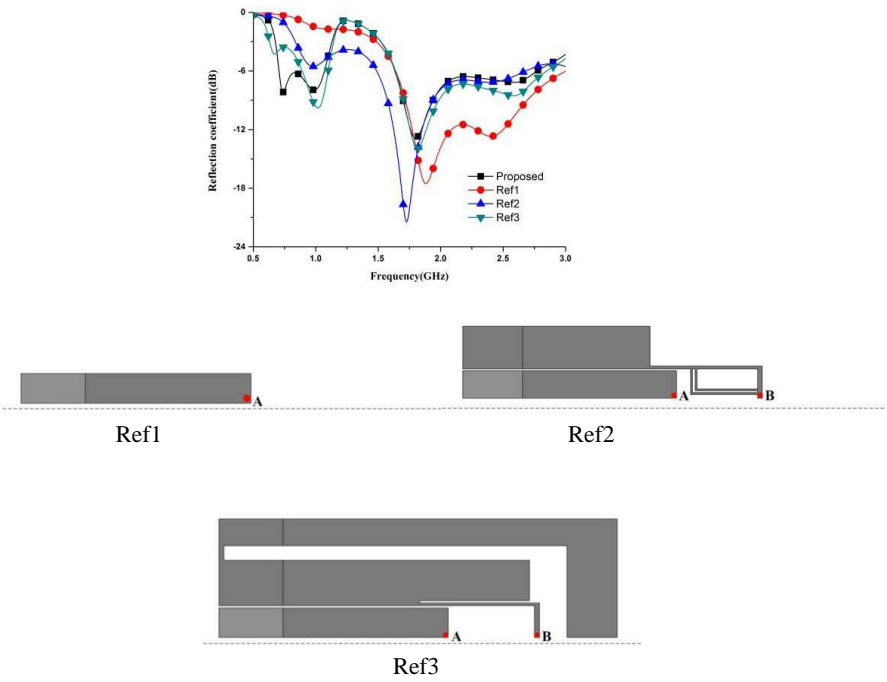 0
-6
-12
-18
-24
Reflection coefficient(dB)
Proposed
Ref1
Ref2
Ref3
0.5 1.0 1.5 2.0 2.5 3.0
Frequency(GHz)
A
Ref1
A B
Ref2
A B
Ref3